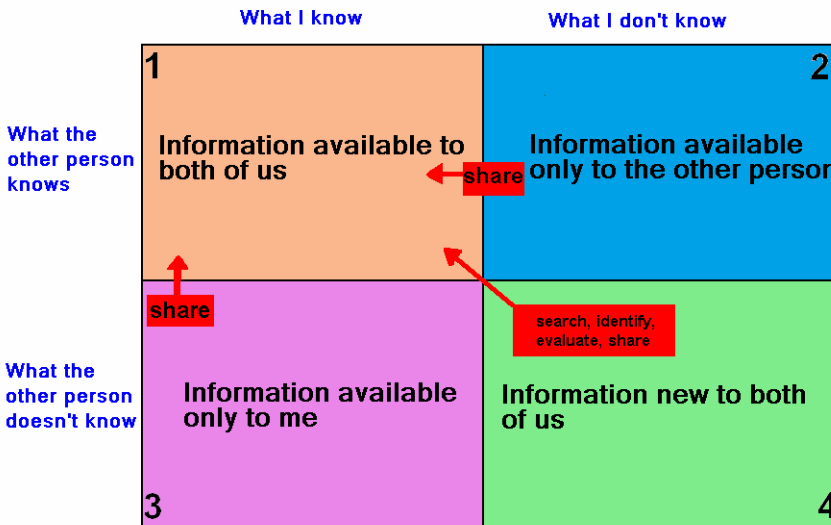 What I know
What I don't know
1
2
What the
other person
knows
Information available to
both of us
share
Information available
only to the other person
share
search, identify,
evaluate, share
What the
other person
doesn't know
Information available
only to me
Information new to both
of us
3
4